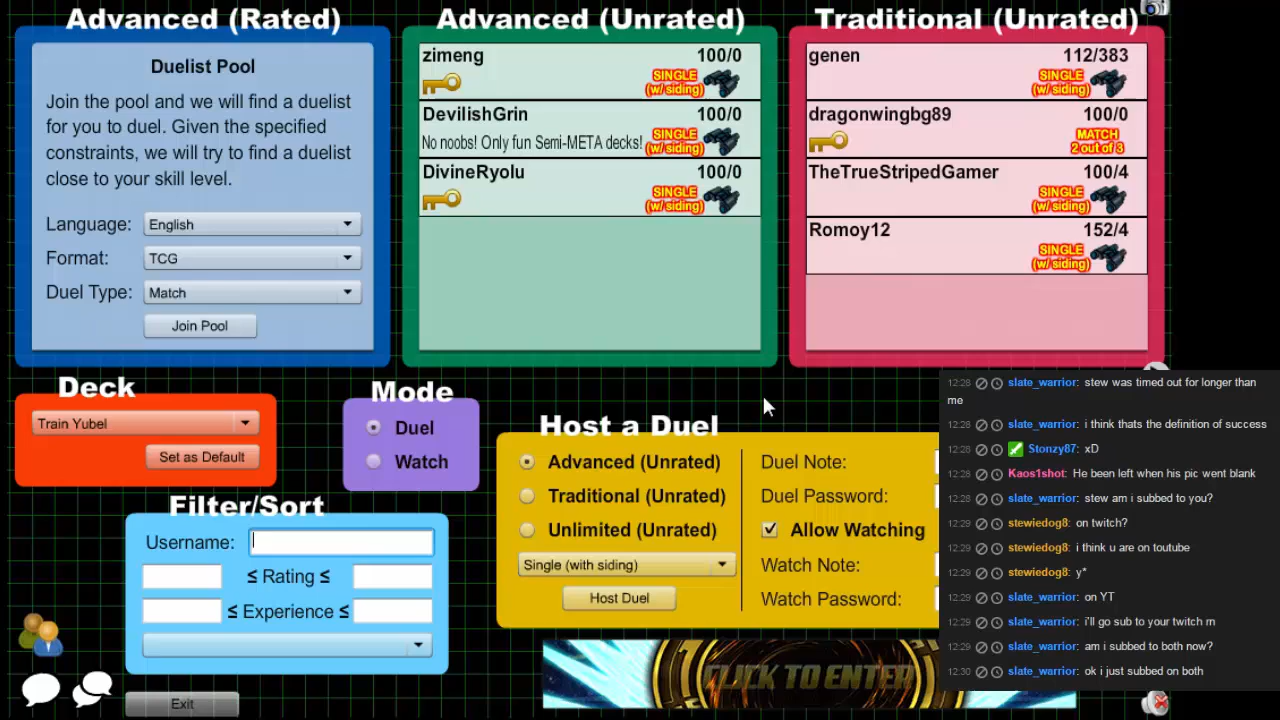 Advanced (Rated)
Duelist Pool
Join the pool and we will find a duelist
for you to duel. Given the specified
constraints, we will try to find a duelist
close to your skill level.
Language: English
Format: TCG
Duel Type: Match
Join Pool
Advanced (Unrated)
zimeng 100/0
SINGLE
(w/ siding)
DevilishGrin 100/0
No noobs! Only fun Semi-META decks! SINGLE
(w/ siding)
DivineRyolu 100/0
SINGLE
(w/ siding)
Traditional (Unrated)
genen 112/383
SINGLE
(w/ siding)
dragonwingbg89 100/0
MATCH
2 out of 3
TheTrueStripedGamer 100/4
SINGLE
(w/ siding)
Romoy12 152/4
SINGLE
(w/ siding)
Deck
Train Yubel
Set as Default
Mode
Duel
Watch
Filter/Sort
Username:
≤ Rating ≤
≤ Experience ≤
Exit
Host a Duel
Advanced (Unrated)
Traditional (Unrated)
Unlimited (Unrated)
Single (with siding)
Host Duel
Duel Note:
Duel Password:
Allow Watching
Watch Note:
Watch Password:
CLICK TO ENTER
12:28 slate_warrior: stew was timed out for longer than
me
12:28 slate_warrior: i think thats the definition of success
12:28 Stonzy87: xD
12:28 Kaos1shot: He been left when his pic went blank
12:28 slate_warrior: stew am i subbed to you?
12:29 stewiedog8: on twitch?
12:29 stewiedog8: i think u are on toutube
12:29 stewiedog8: y*
12:29 slate_warrior: on YT
12:29 slate_warrior: i'll go sub to your twitch m
12:29 slate_warrior: am i subbed to both now?
12:30 slate_warrior: ok i just subbed on both